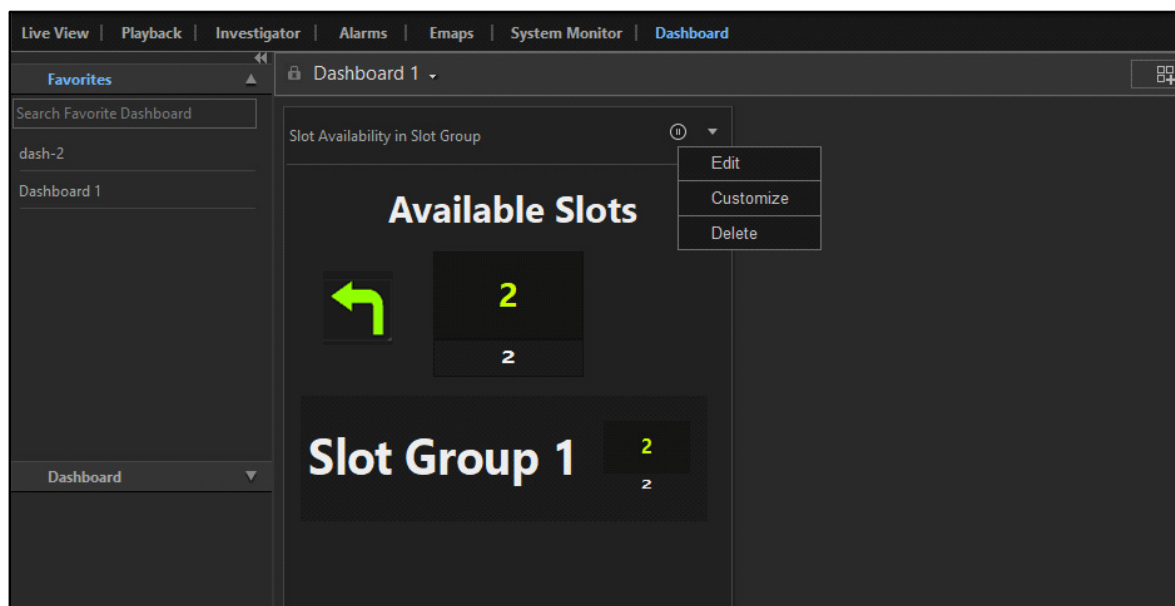 Live View | Playback | Investigator | Alarms | Emaps | System Monitor | Dashboard
Favorites
Search Favorite Dashboard
dash-2
Dashboard 1
Dashboard
Dashboard 1
Slot Availability in Slot Group
Edit
Customize
Delete
Available Slots
2
2
Slot Group 1
2
2